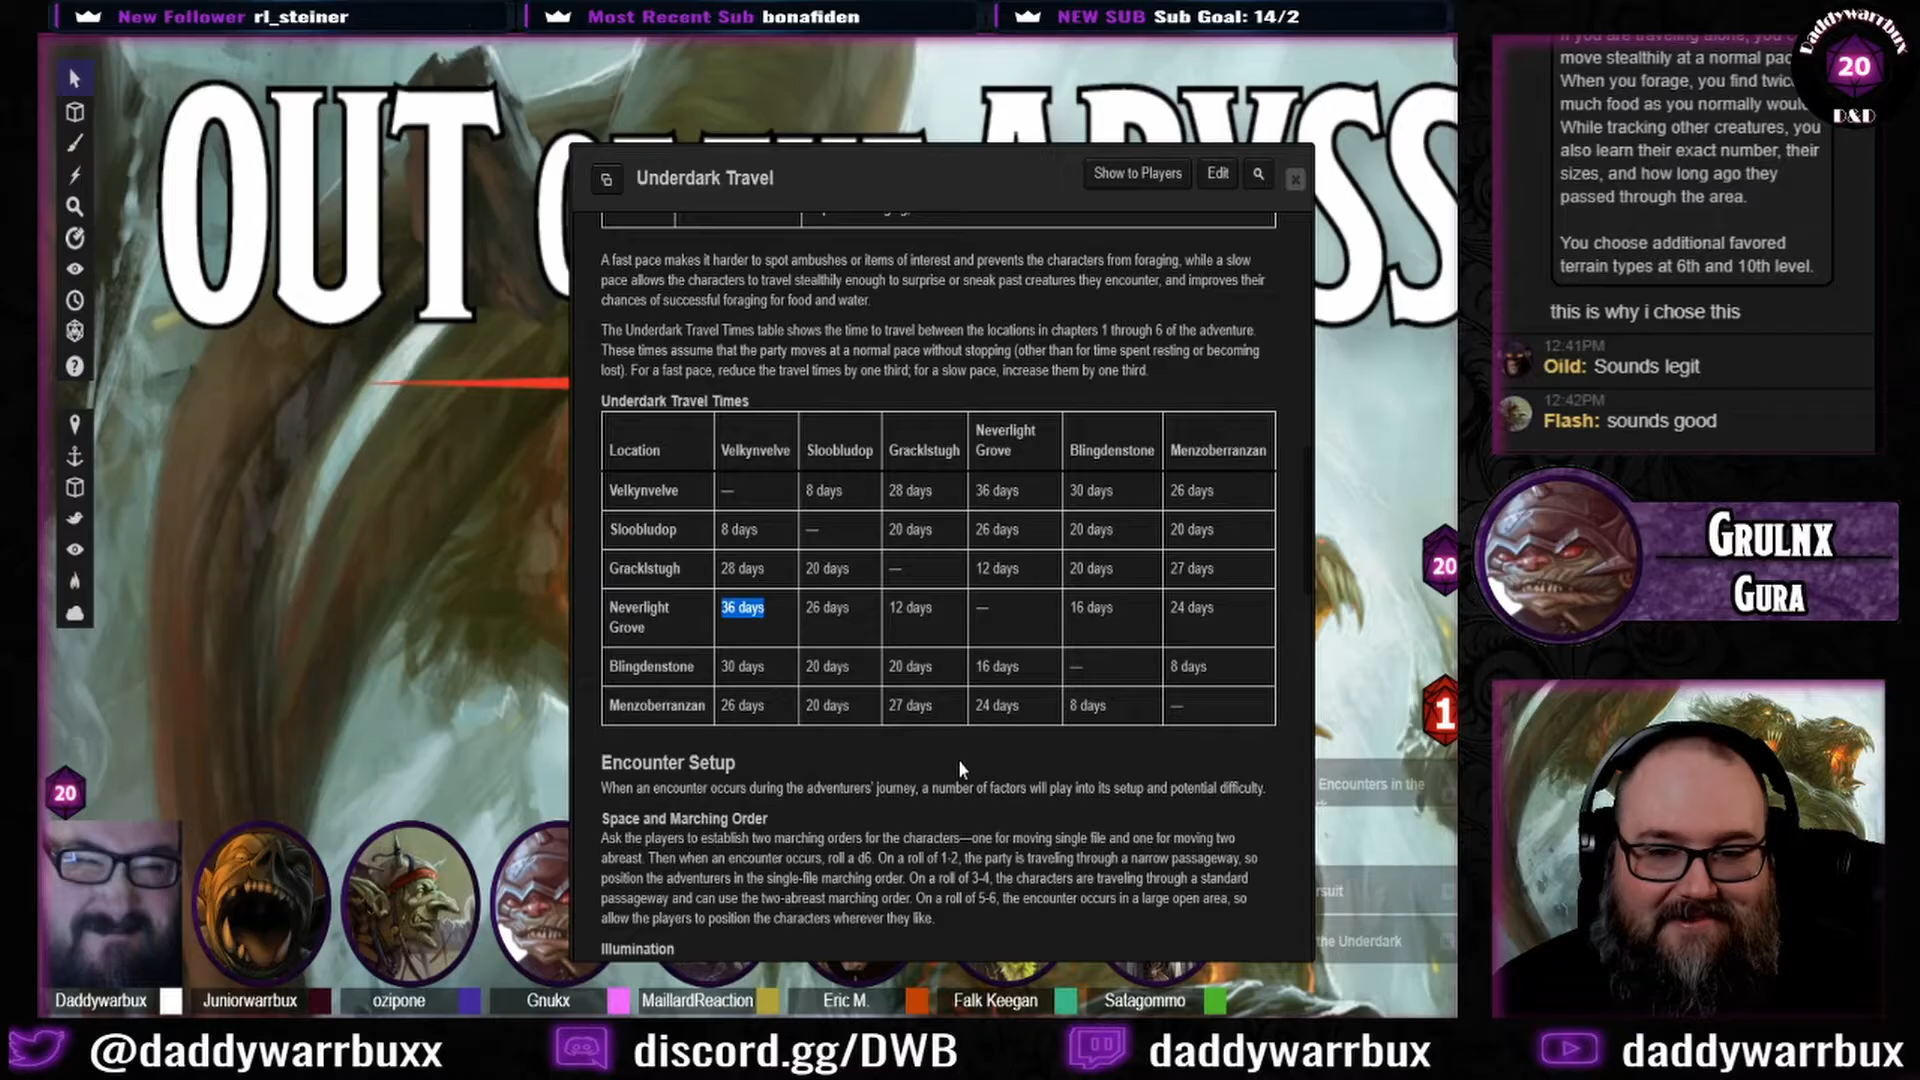 New Follower rl_steiner
Most Recent Sub bonafiden
NEW SUB Sub Goal: 14/2
Daddywarrbux
20
D&D
OUT OF THE ABYSS
Underdark Travel
Show to Players
Edit
A fast pace makes it harder to spot ambushes or items of interest and prevents the characters from foraging, while a slow
pace allows the characters to travel stealthily enough to surprise or sneak past creatures they encounter, and improves their
chances of successful foraging for food and water.
The Underdark Travel Times table shows the time to travel between the locations in chapters 1 through 6 of the adventure.
These times assume that the party moves at a normal pace without stopping (other than for time spent resting or becoming
lost). For a fast pace, reduce the travel times by one third; for a slow pace, increase them by one third.
Underdark Travel Times
Location Velkynvelve Sloobludop Gracklstugh Neverlight Grove Blingdenstone Menzoberranzan
Velkynvelve — 8 days 28 days 36 days 30 days 26 days
Sloobludop 8 days — 20 days 26 days 20 days 20 days
Gracklstugh 28 days 20 days — 12 days 20 days 27 days
Neverlight Grove 36 days 26 days 12 days — 16 days 24 days
Blingdenstone 30 days 20 days 20 days 16 days — 8 days
Menzoberranzan 26 days 20 days 27 days 24 days 8 days —
Encounter Setup
When an encounter occurs during the adventurers' journey, a number of factors will play into its setup and potential difficulty.
Space and Marching Order
Ask the players to establish two marching orders for the characters—one for moving single file and one for moving two
abreast. Then when an encounter occurs, roll a d6. On a roll of 1-2, the party is traveling through a narrow passageway, so
position the adventurers in the single-file marching order. On a roll of 3-4, the characters are traveling through a standard
passageway and can use the two-abreast marching order. On a roll of 5-6, the encounter occurs in a large open area, so
allow the players to position the characters wherever they like.
Illumination
Encounters in the
rsuit
the Underdark
If you are traveling alone, you c
move stealthily at a normal pac
When you forage, you find twic
much food as you normally woul
While tracking other creatures, you
also learn their exact number, their
sizes, and how long ago they
passed through the area.
You choose additional favored
terrain types at 6th and 10th level.
this is why i chose this
12:41PM
Oild: Sounds legit
12:42PM
Flash: sounds good
GRULNX
GURA
20
1
20
Daddywarbux
Juniorwarrbux
ozipone
Gnukx
MaillardReaction
Eric M.
Falk Keegan
Satagommo
@daddywarrbuxx
discord.gg/DWB
daddywarrbux
daddywarrbux